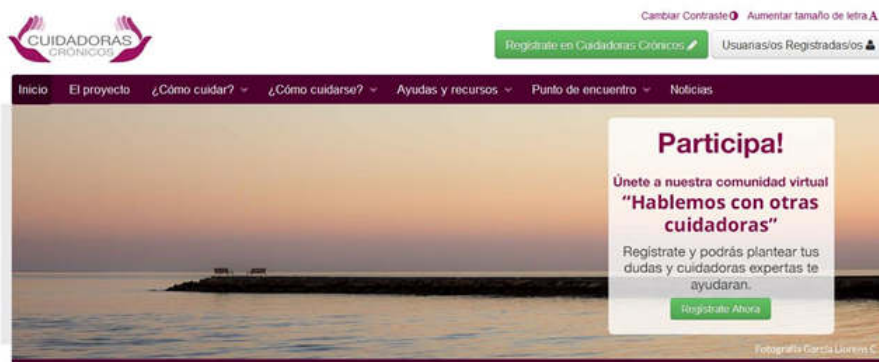 Cambiar Contraste Aumentar tamaño de letra A
CUIDADORAS
CRÓNICOS
Regístrate en Cuidadoras Crónicos
Usuarias/os Registradas/os
Inicio El proyecto ¿Cómo cuidar? ¿Cómo cuidarse? Ayudas y recursos Punto de encuentro Noticias
Participa!
Únete a nuestra comunidad virtual
"Hablemos con otras
cuidadoras"
Regístrate y podrás plantear tus
dudas y cuidadoras expertas te
ayudaran.
Regístrate Ahora
Fotografía García Llorens C.